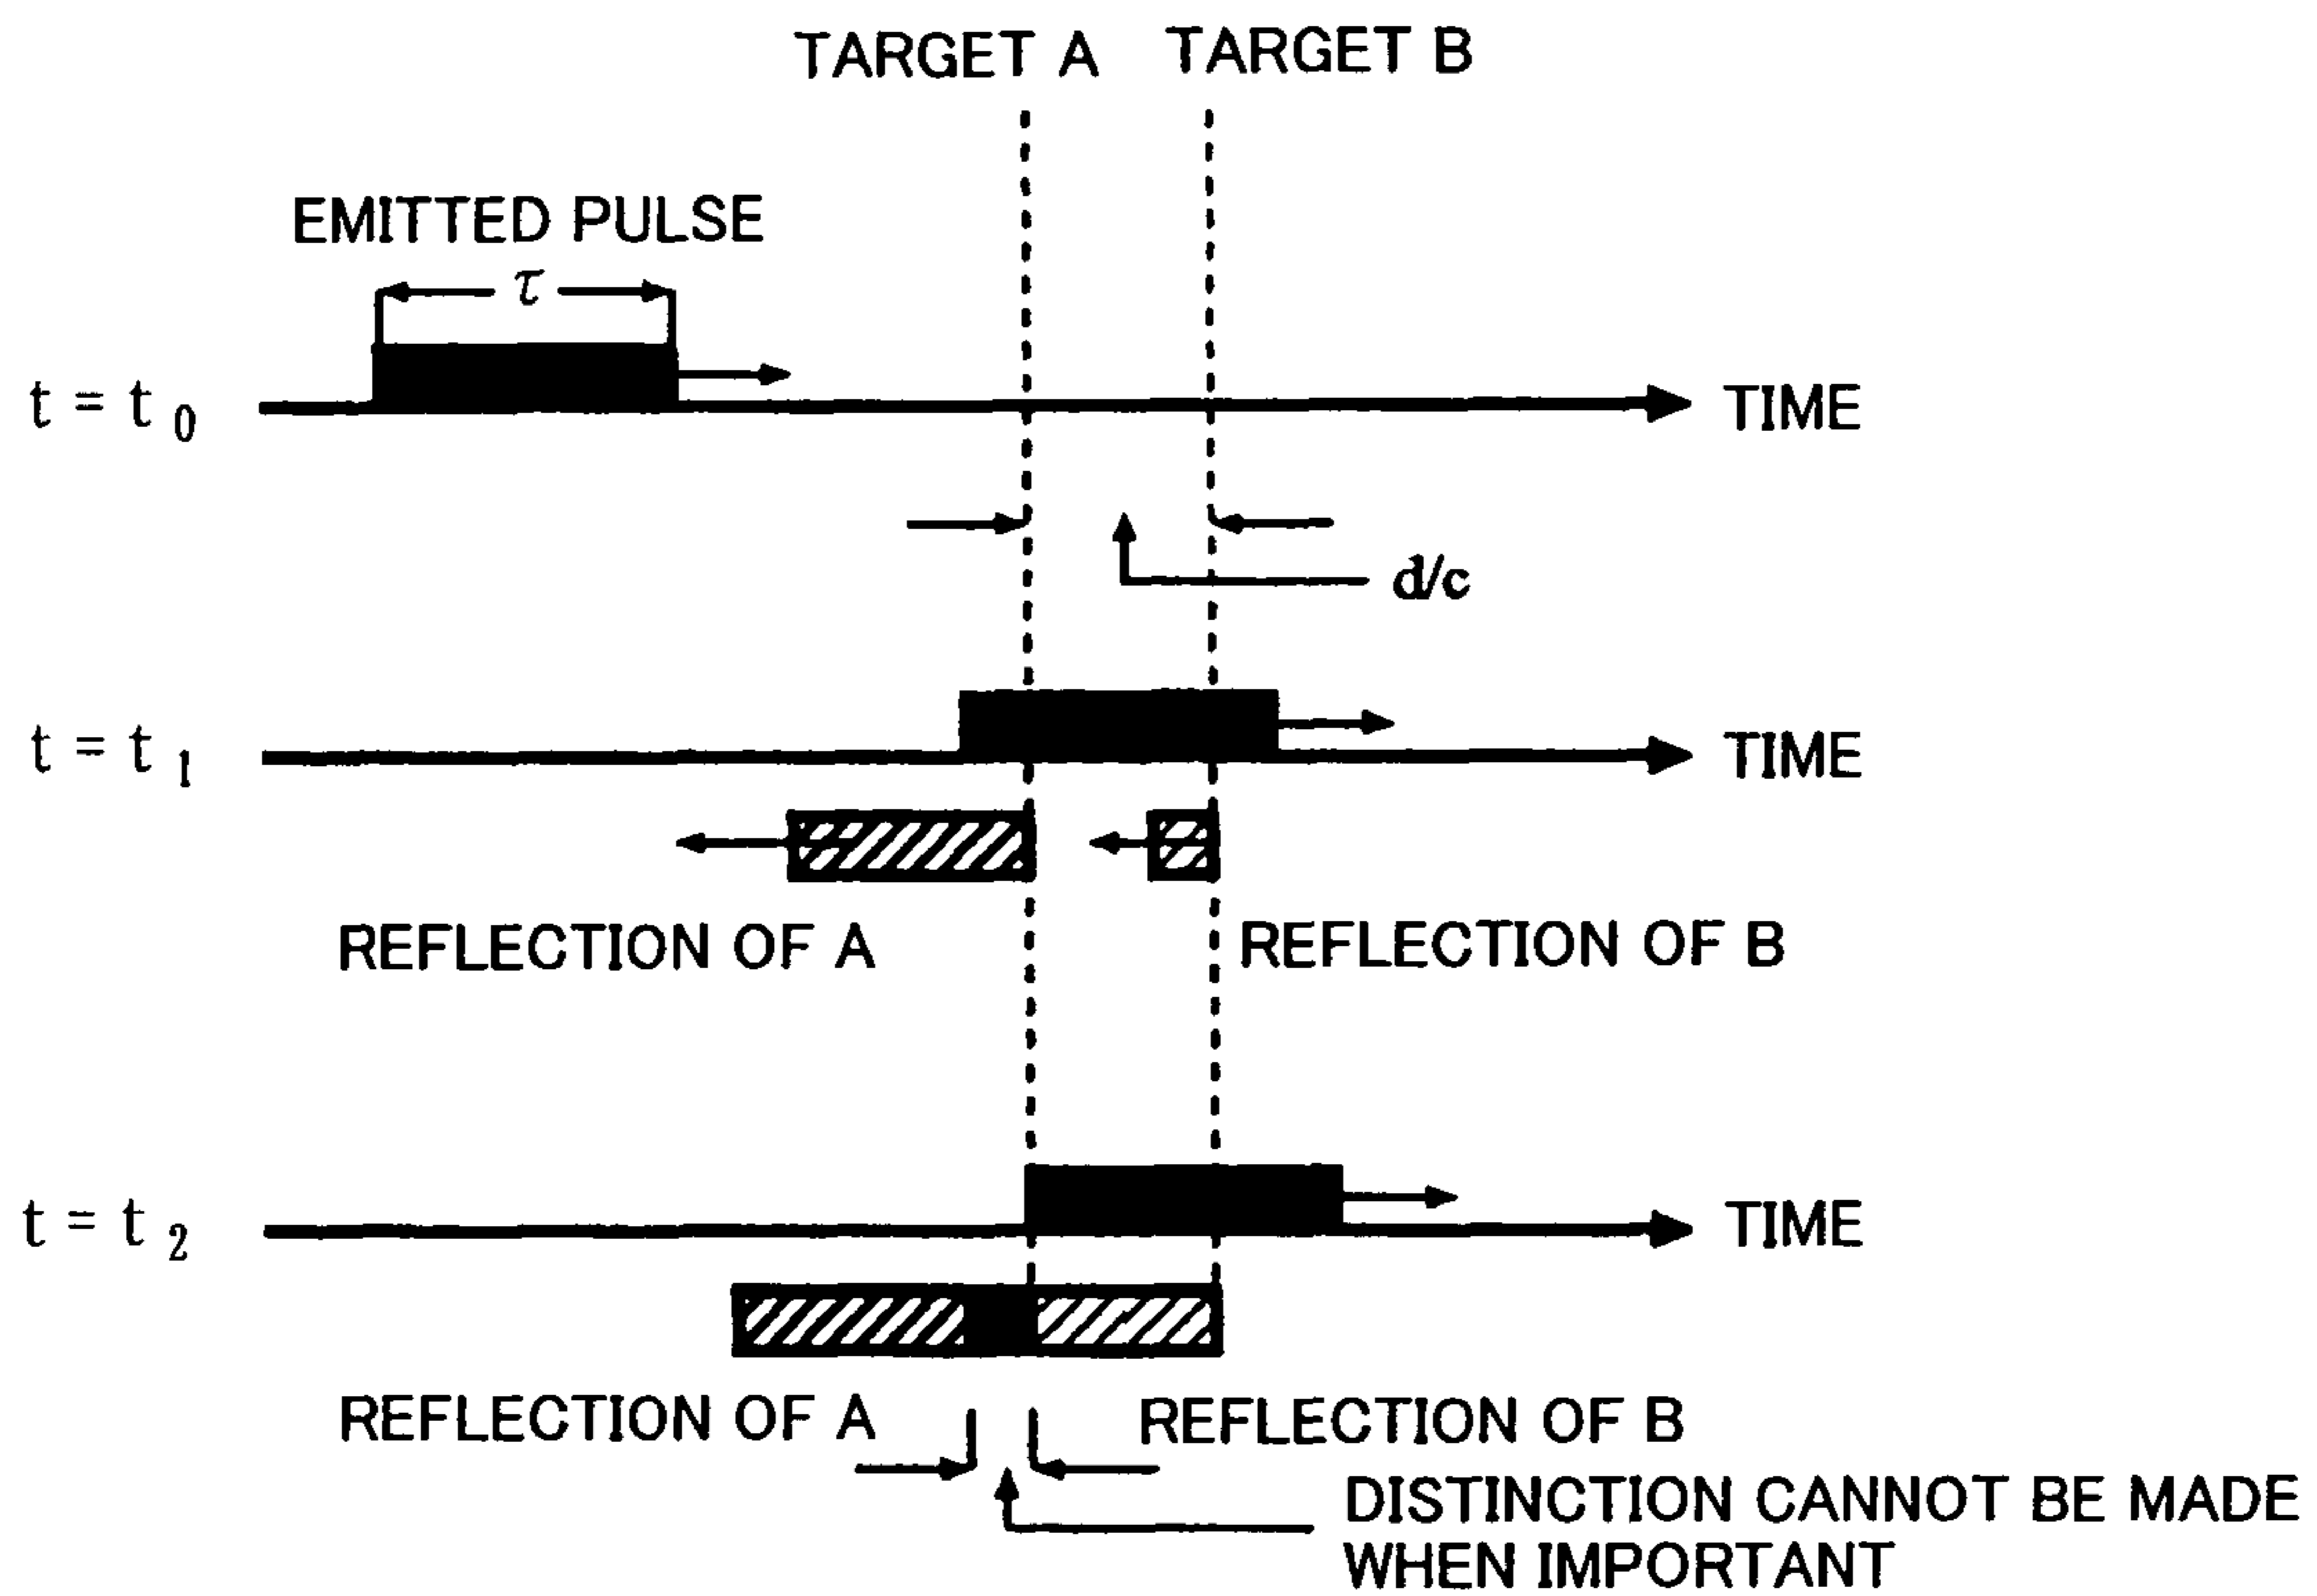 TARGET A TARGET B
EMITTED PULSE
τ
t = t 0 TIME
d/c
t = t 1 TIME
REFLECTION OF A REFLECTION OF B
t = t 2 TIME
REFLECTION OF A REFLECTION OF B
DISTINCTION CANNOT BE MADE
WHEN IMPORTANT